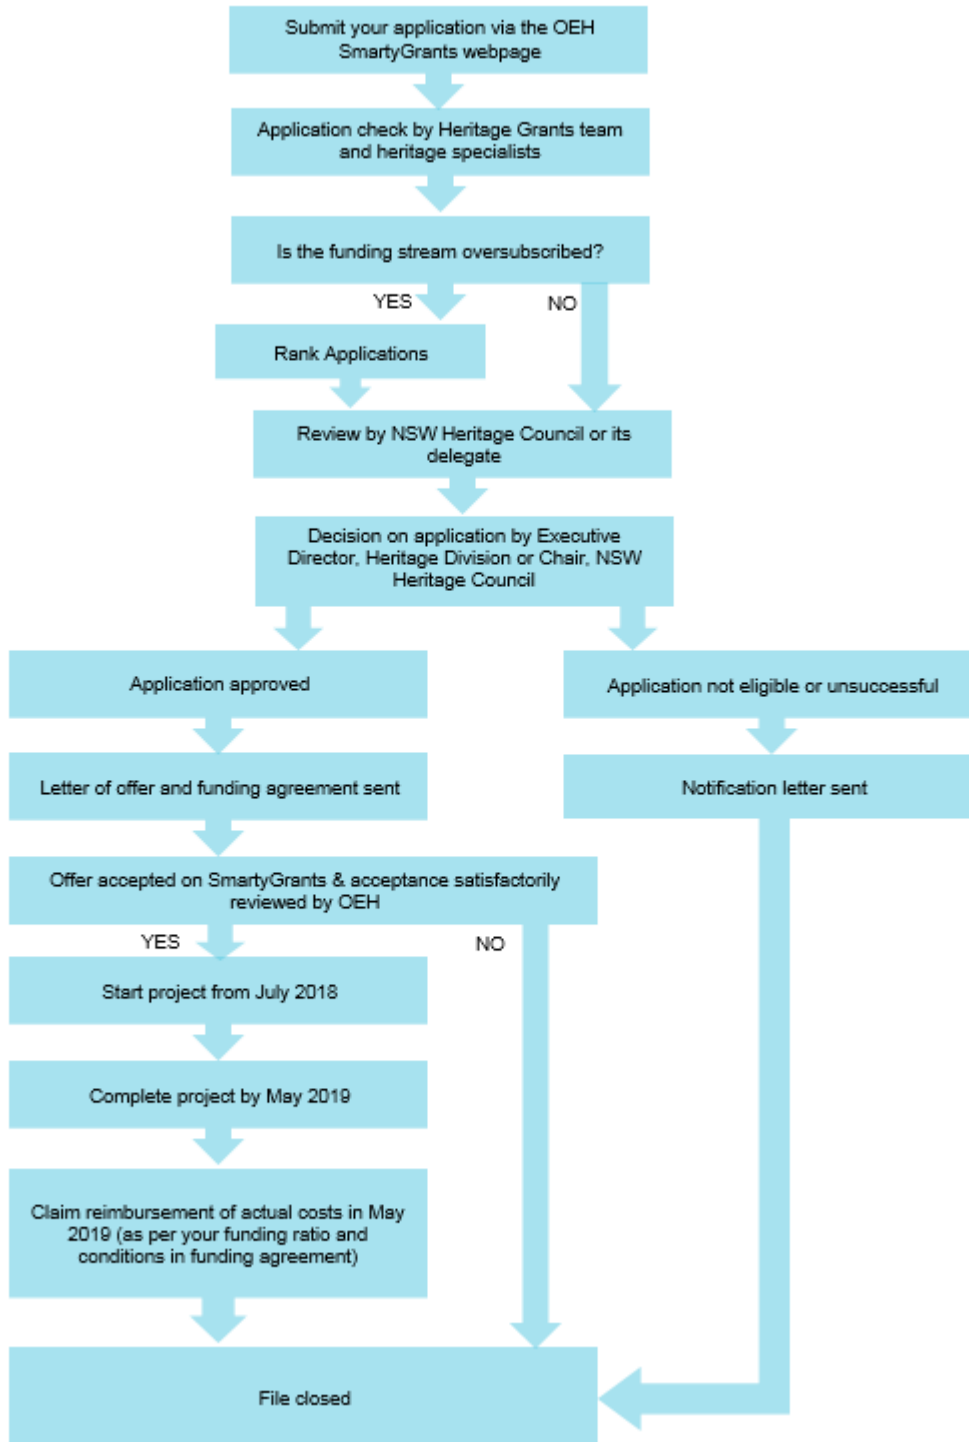 Submit your application via the OEH
SmartyGrants webpage
Application check by Heritage Grants team
and heritage specialists
Is the funding stream oversubscribed?
YES
NO
Rank Applications
Review by NSW Heritage Council or its
delegate
Decision on application by Executive
Director, Heritage Division or Chair, NSW
Heritage Council
Application approved
Application not eligible or unsuccessful
Letter of offer and funding agreement sent
Notification letter sent
Offer accepted on SmartyGrants & acceptance satisfactorily
reviewed by OEH
YES
NO
Start project from July 2018
Complete project by May 2019
Claim reimbursement of actual costs in May
2019 (as per your funding ratio and
conditions in funding agreement)
File closed